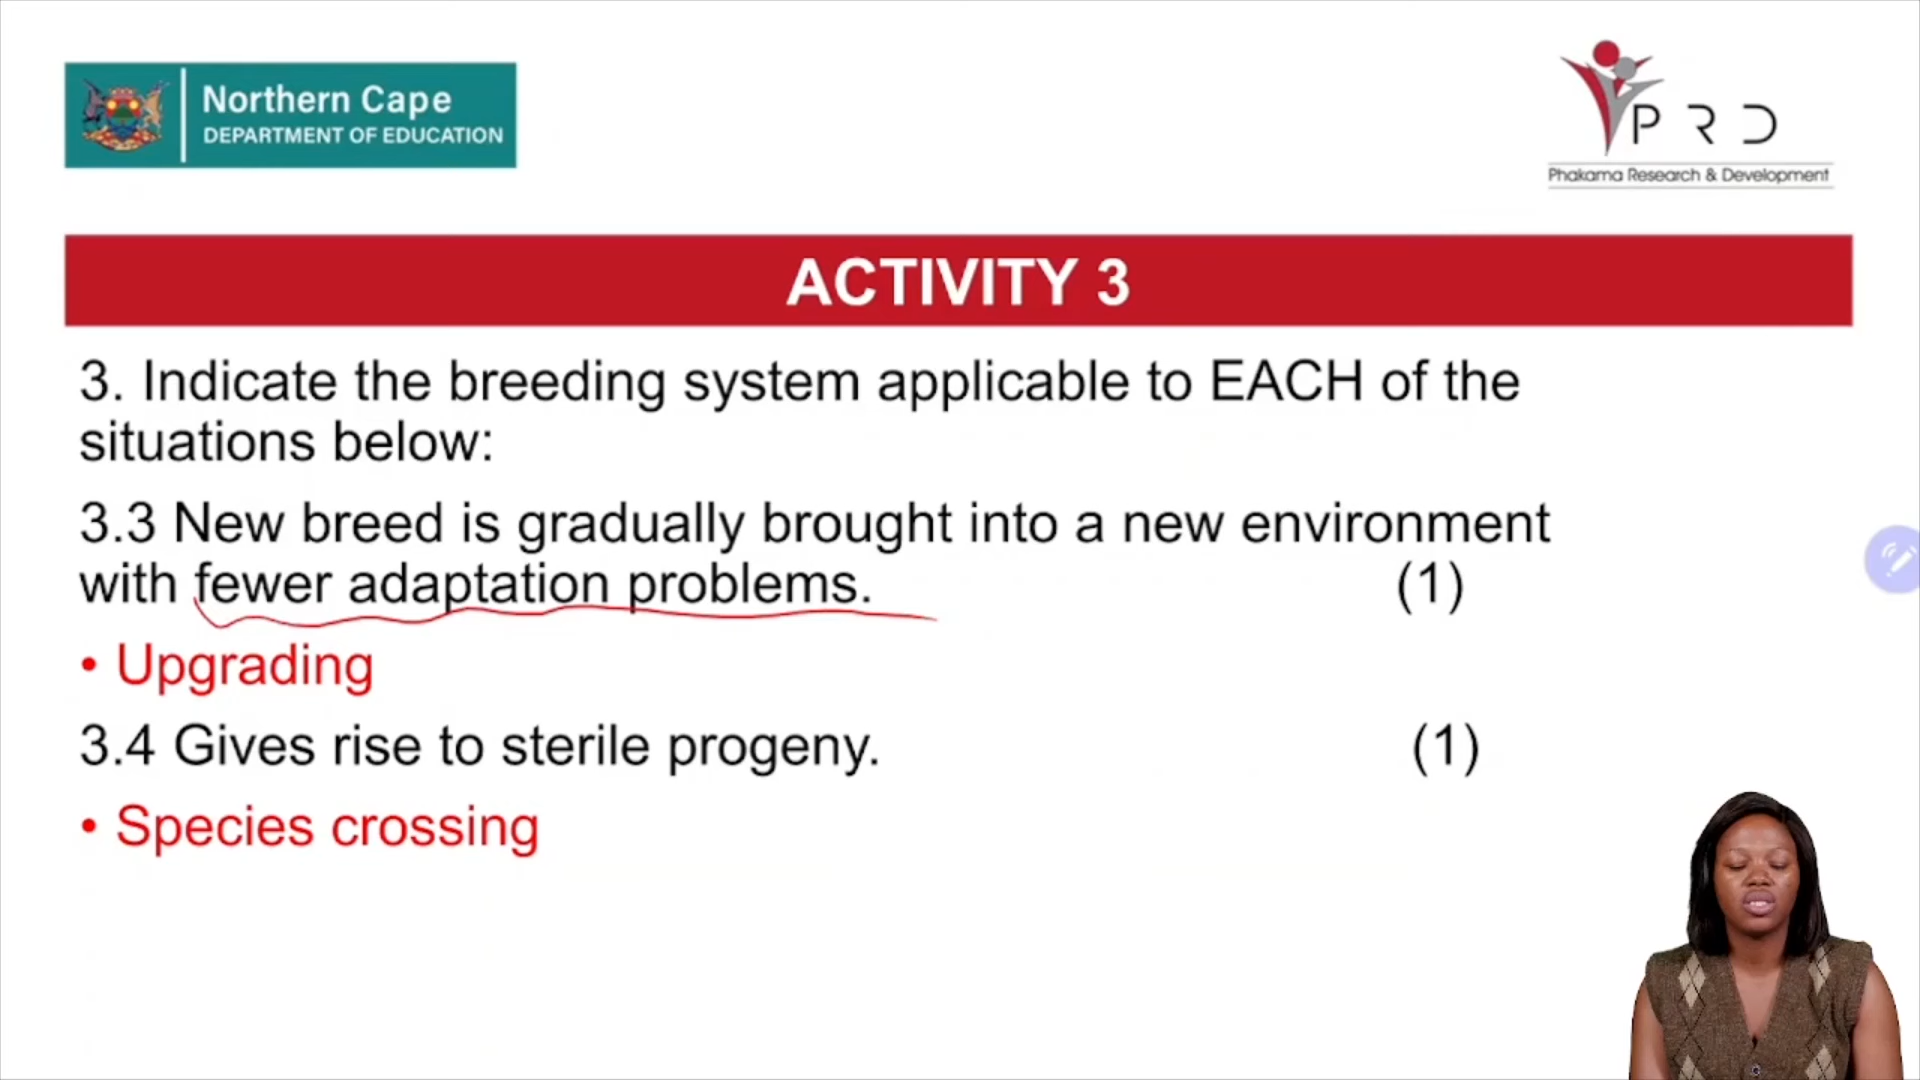 Northern Cape
DEPARTMENT OF EDUCATION
PRD
Phakama Research & Development
ACTIVITY 3
3. Indicate the breeding system applicable to EACH of the
situations below:
3.3 New breed is gradually brought into a new environment
with fewer adaptation problems. (1)
• Upgrading
3.4 Gives rise to sterile progeny. (1)
• Species crossing